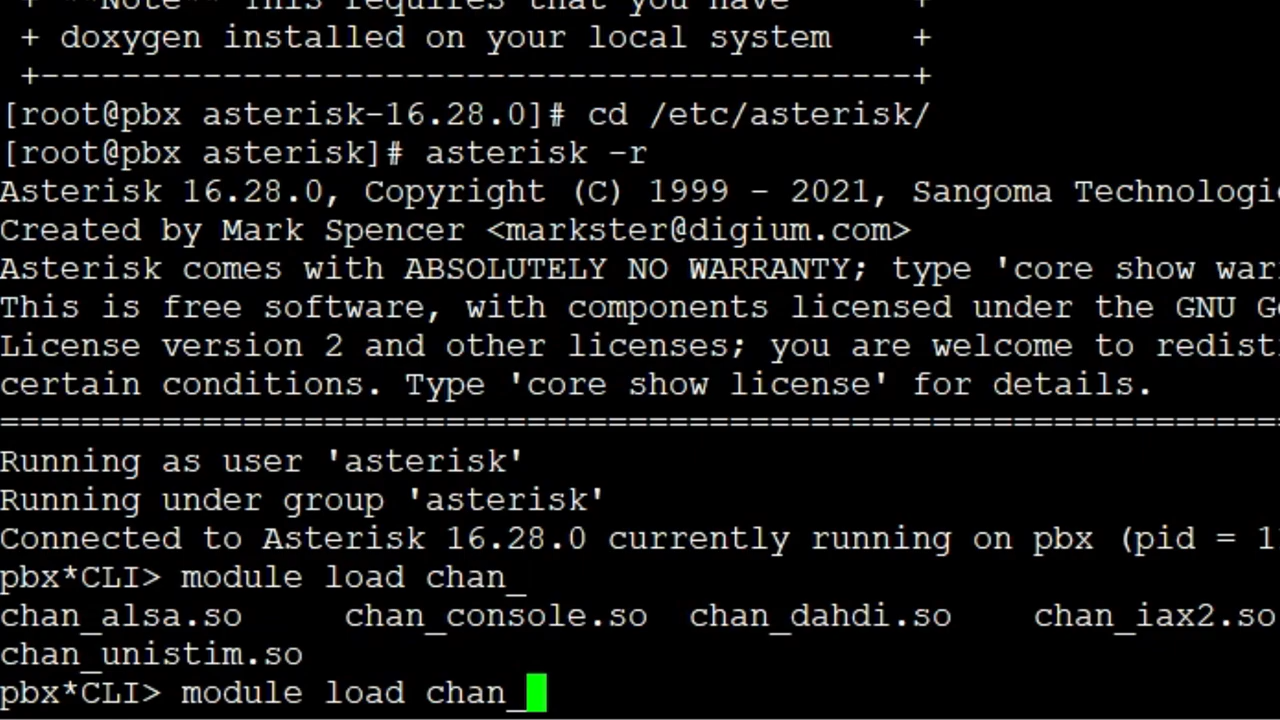 + **Note** This requires that you have +
+ doxygen installed on your local system +
+-------------------------------------------+
[root@pbx asterisk-16.28.0]# cd /etc/asterisk/
[root@pbx asterisk]# asterisk -r
Asterisk 16.28.0, Copyright (C) 1999 - 2021, Sangoma Technologi
Created by Mark Spencer <markster@digium.com>
Asterisk comes with ABSOLUTELY NO WARRANTY; type 'core show war
This is free software, with components licensed under the GNU G
License version 2 and other licenses; you are welcome to redist
certain conditions. Type 'core show license' for details.
===============================================================
Running as user 'asterisk'
Running under group 'asterisk'
Connected to Asterisk 16.28.0 currently running on pbx (pid = 1
pbx*CLI> module load chan_
chan_alsa.so chan_console.so chan_dahdi.so chan_iax2.so
chan_unistim.so
pbx*CLI> module load chan_